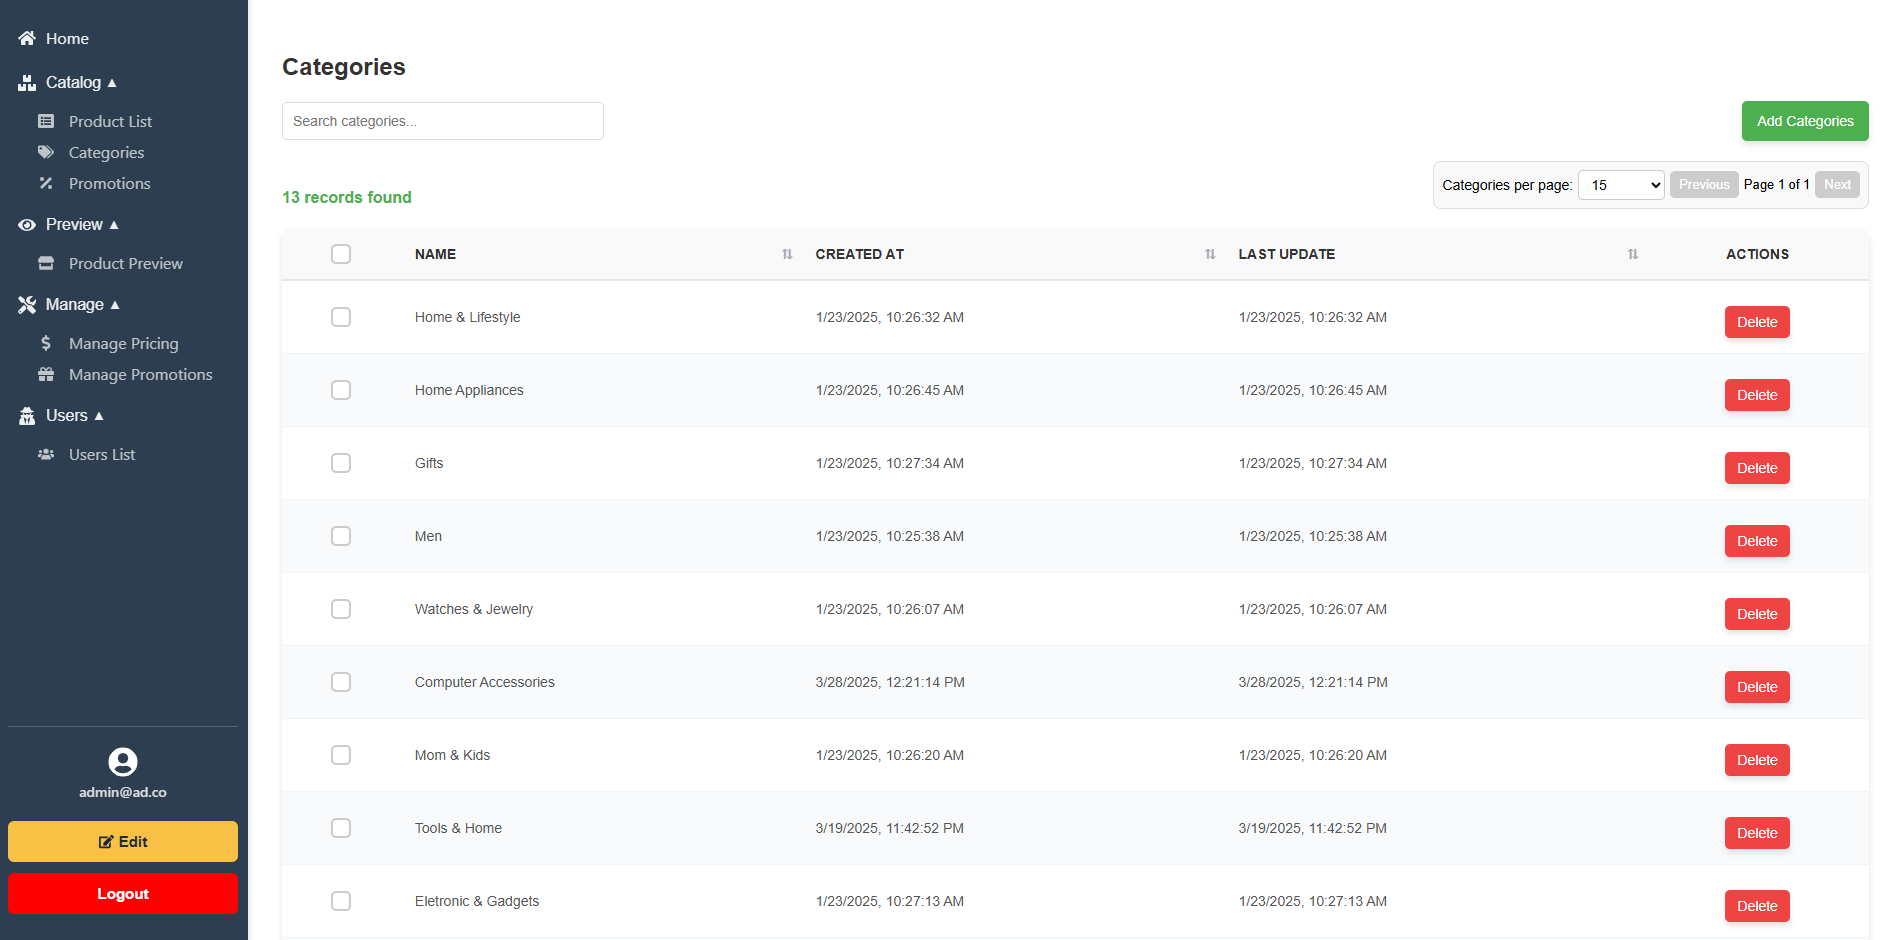 Home
Catalog ▲
Product List
Categories
Promotions
Preview ▲
Product Preview
Manage ▲
Manage Pricing
Manage Promotions
Users ▲
Users List
admin@ad.co
Edit
Logout
Categories
Search categories...
Add Categories
13 records found
Categories per page: 15 Previous Page 1 of 1 Next
NAME CREATED AT LAST UPDATE ACTIONS
Home & Lifestyle 1/23/2025, 10:26:32 AM 1/23/2025, 10:26:32 AM Delete
Home Appliances 1/23/2025, 10:26:45 AM 1/23/2025, 10:26:45 AM Delete
Gifts 1/23/2025, 10:27:34 AM 1/23/2025, 10:27:34 AM Delete
Men 1/23/2025, 10:25:38 AM 1/23/2025, 10:25:38 AM Delete
Watches & Jewelry 1/23/2025, 10:26:07 AM 1/23/2025, 10:26:07 AM Delete
Computer Accessories 3/28/2025, 12:21:14 PM 3/28/2025, 12:21:14 PM Delete
Mom & Kids 1/23/2025, 10:26:20 AM 1/23/2025, 10:26:20 AM Delete
Tools & Home 3/19/2025, 11:42:52 PM 3/19/2025, 11:42:52 PM Delete
Eletronic & Gadgets 1/23/2025, 10:27:13 AM 1/23/2025, 10:27:13 AM Delete